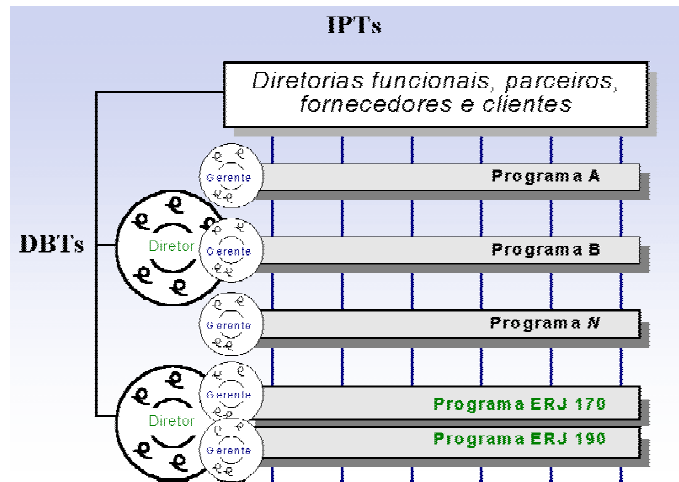 IPTs
Diretorias funcionais, parceiros,
fornecedores e clientes
Gerente
Programa A
DBTs
Diretor
Gerente
Programa B
Gerente
Programa N
Gerente
Programa ERJ 170
Diretor
Gerente
Programa ERJ 190